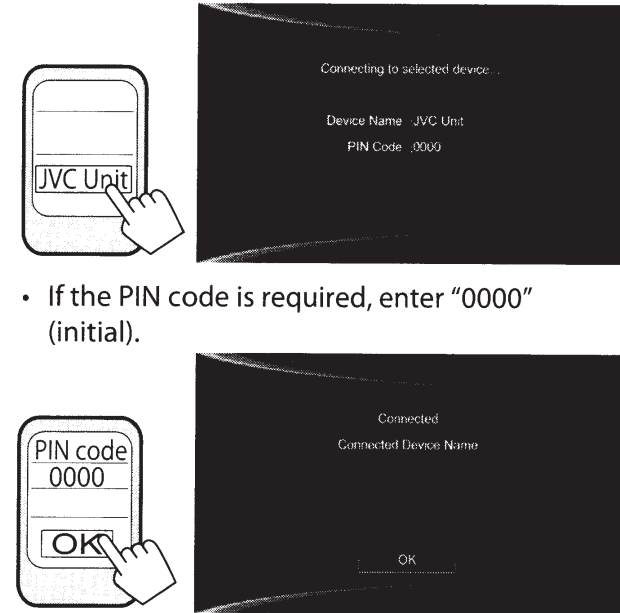 Connecting to selected device...
Device Name :JVC Unit
PIN Code :0000
JVC Unit
• If the PIN code is required, enter “0000”
(initial).
Connected
Connected Device Name
PIN code
0000
OK
OK